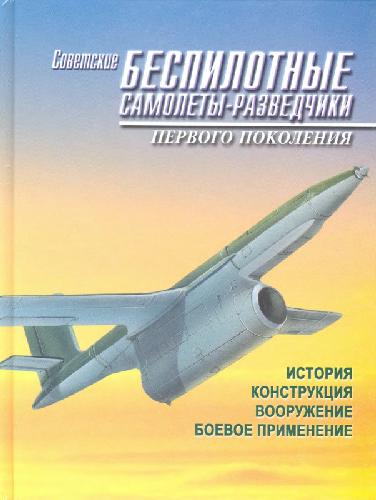 Советские БЕСПИЛОТНЫЕ
САМОЛЕТЫ-РАЗВЕДЧИКИ
ПЕРВОГО ПОКОЛЕНИЯ
ИСТОРИЯ
КОНСТРУКЦИЯ
ВООРУЖЕНИЕ
БОЕВОЕ ПРИМЕНЕНИЕ